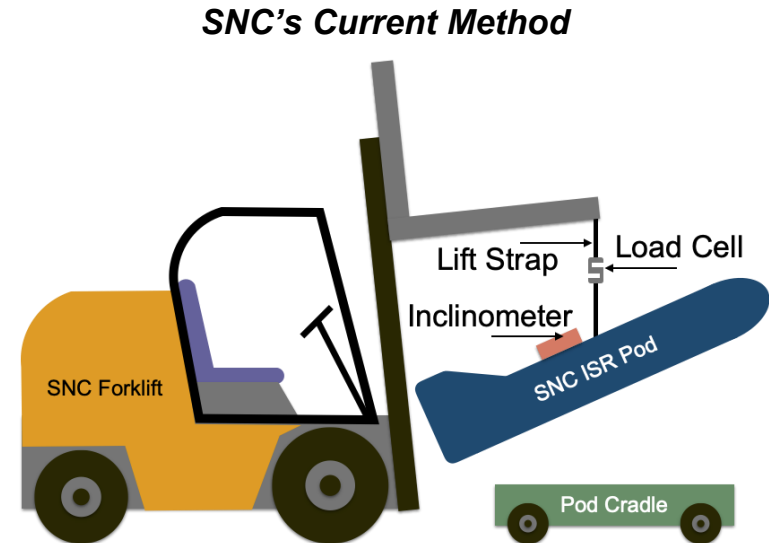 SNC's Current Method
Lift Strap
Load Cell
Inclinometer
SNC ISR Pod
SNC Forklift
Pod Cradle